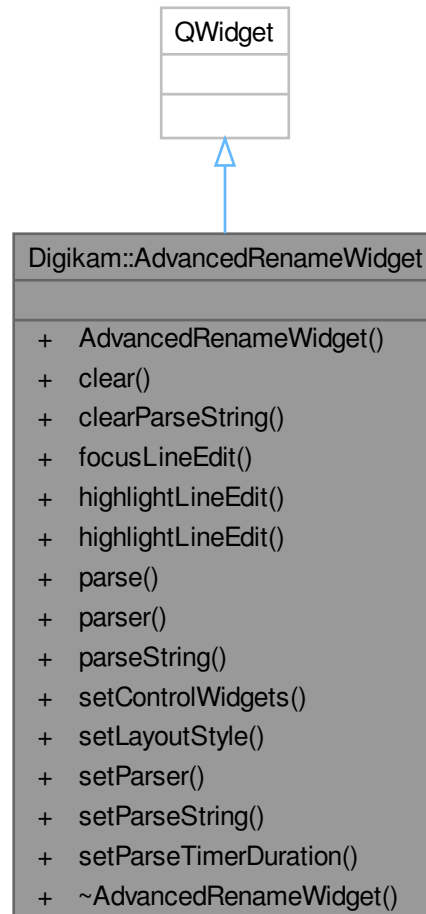 QWidget
Digikam::AdvancedRenameWidget
+ AdvancedRenameWidget()
+ clear()
+ clearParseString()
+ focusLineEdit()
+ highlightLineEdit()
+ highlightLineEdit()
+ parse()
+ parser()
+ parseString()
+ setControlWidgets()
+ setLayoutStyle()
+ setParser()
+ setParseString()
+ setParseTimerDuration()
+ ~AdvancedRenameWidget()